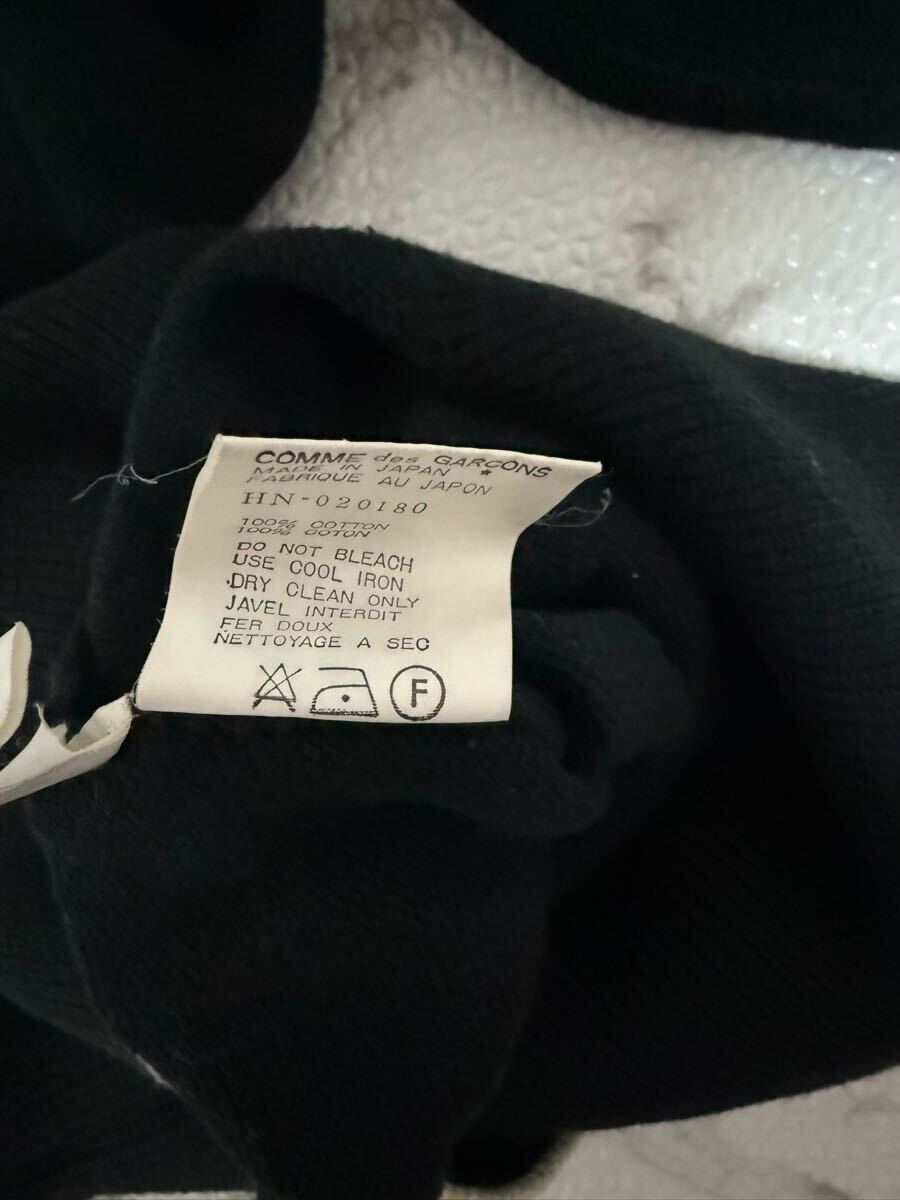 COMME des GARCONS
MADE IN JAPAN *
FABRIQUE AU JAPON
HN-020180
100% COTTON
100% COTON
DO NOT BLEACH
USE COOL IRON
DRY CLEAN ONLY
JAVEL INTERDIT
FER DOUX
NETTOYAGE A SEC
F